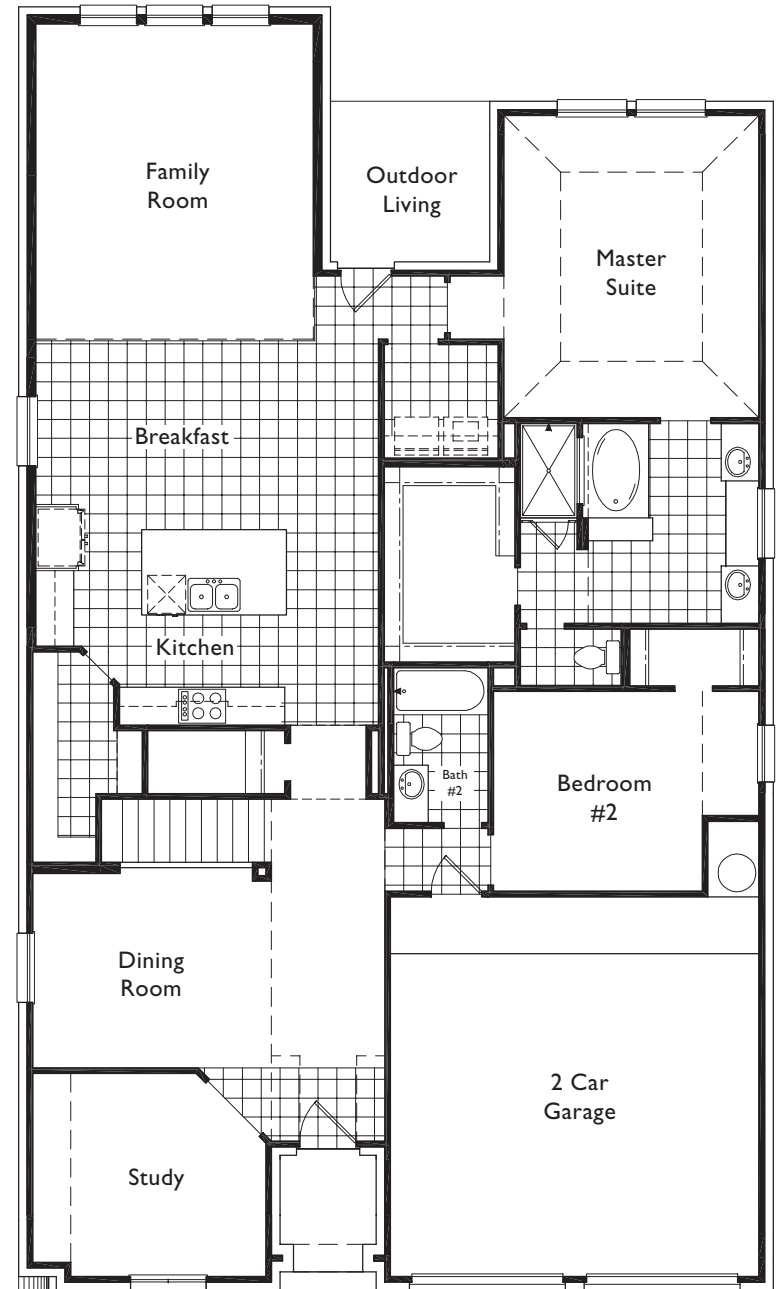 Family
Room
Outdoor
Living
Master
Suite
Breakfast
Kitchen
Bath
#2
Bedroom
#2
Dining
Room
2 Car
Garage
Study